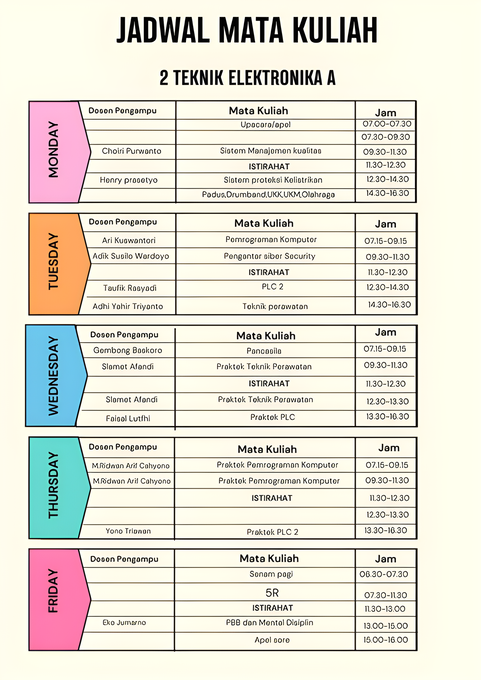 JADWAL MATA KULIAH
2 TEKNIK ELEKTRONIKA A
MONDAY
Dosen Pengampu Mata Kuliah Jam
Upacara/apel 07.00-07.30
07.30-09.30
Choiri Purwanto Sistem Manajemen kualitas 09.30-11.30
ISTIRAHAT 11.30-12.30
Henry prasetyo Sistem proteksi Kelistrikan 12.30-14.30
Padus,Drumband,UKK,UKM,Olahraga 14.30-16.30
TUESDAY
Dosen Pengampu Mata Kuliah Jam
Ari Kuswantori Pemrograman Komputer 07.15-09.15
Adik Susilo Wardoyo Pengantar siber Security 09.30-11.30
ISTIRAHAT 11.30-12.30
Taufik Rasyadi PLC 2 12.30-14.30
Adhi Yahir Triyanto Teknik perawatan 14.30-16.30
WEDNESDAY
Dosen Pengampu Mata Kuliah Jam
Gembong Baskoro Pancasila 07.15-09.15
Slamet Afandi Praktek Teknik Perawatan 09.30-11.30
ISTIRAHAT 11.30-12.30
Slamet Afandi Praktek Teknik Perawatan 12.30-13.30
Faisal Lutfhi Praktek PLC 13.30-16.30
THURSDAY
Dosen Pengampu Mata Kuliah Jam
M.Ridwan Arif Cahyono Praktek Pemrograman Komputer 07.15-09.15
M.Ridwan Arif Cahyono Praktek Pemrograman Komputer 09.30-11.30
ISTIRAHAT 11.30-12.30
12.30-13.30
Yono Triawan Praktek PLC 2 13.30-16.30
FRIDAY
Dosen Pengampu Mata Kuliah Jam
Senam pagi 06.30-07.30
5R 07.30-11.30
ISTIRAHAT 11.30-13.00
Eko Jumarno PBB dan Mental Disiplin 13.00-15.00
Apel sore 15.00-16.00